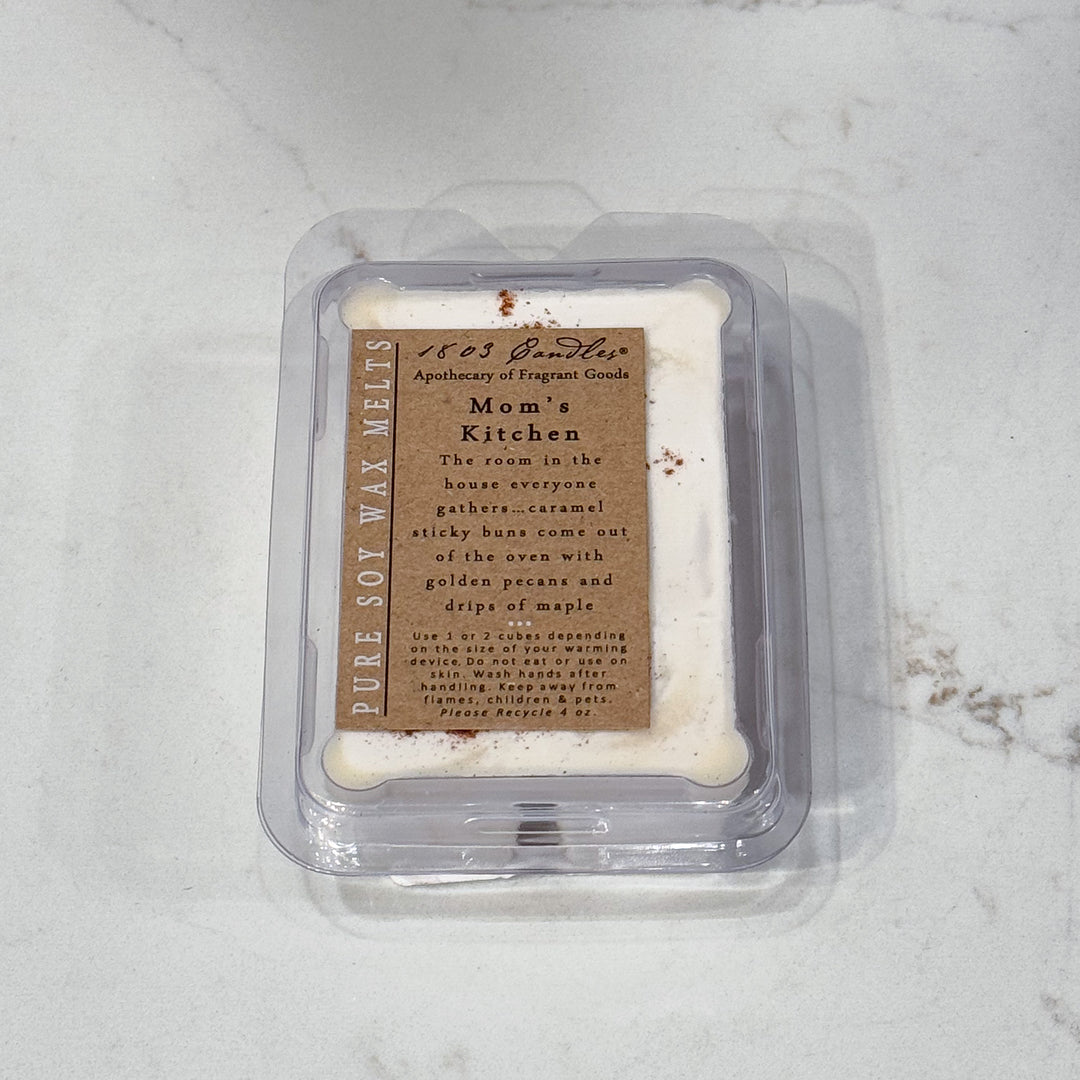 PURE SOY WAX MELTS
1803 Candles®
Apothecary of Fragrant Goods
Mom's
Kitchen
The room in the
house everyone
gathers...caramel
sticky buns come out
of the oven with
golden pecans and
drips of maple
Use 1 or 2 cubes depending
on the size of your warming
device. Do not eat or use on
skin. Wash hands after
handling. Keep away from
flames, children & pets.
Please Recycle 4 oz.